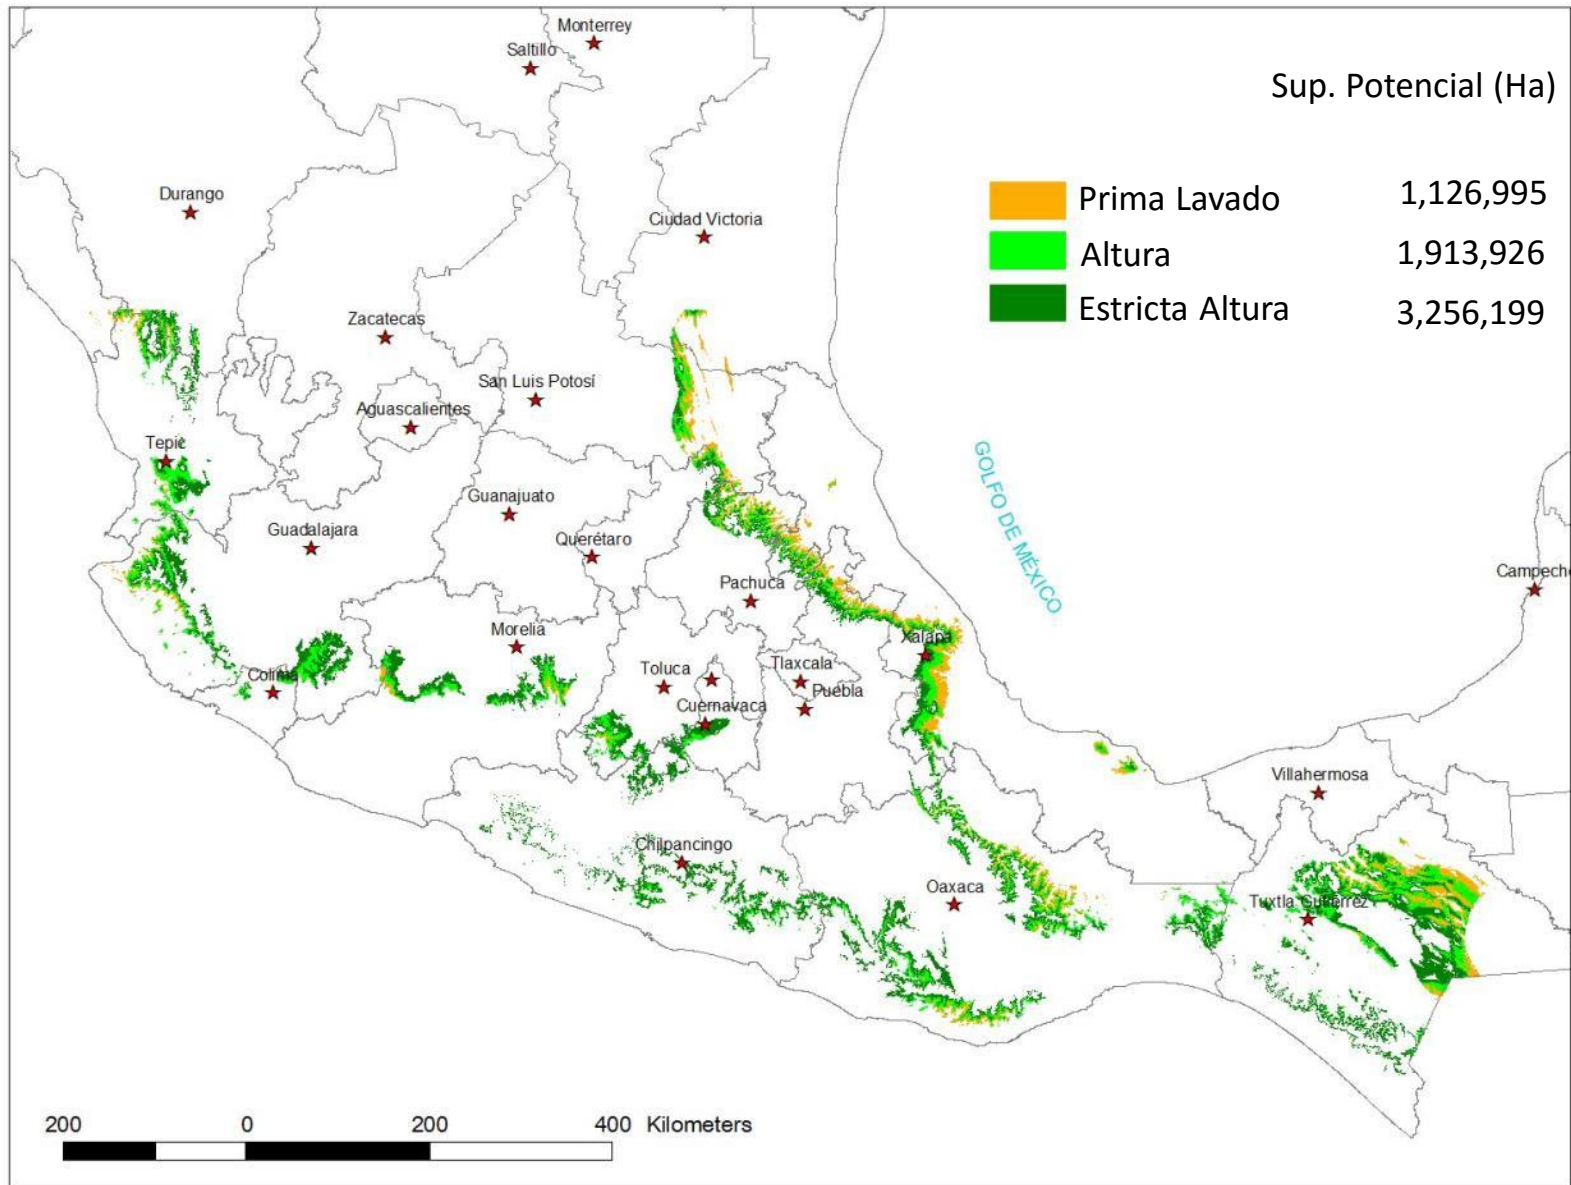 Monterrey
Saltillo
Sup. Potencial (Ha)
Durango
Prima Lavado 1,126,995
Ciudad Victoria
Altura 1,913,926
Estricta Altura 3,256,199
Zacatecas
San Luis Potosí
Aguascalientes
Tepic
GOLFO DE MÉXICO
Guanajuato
Guadalajara
Querétaro
Campeche
Pachuca
Morelia
Xalapa
Toluca
Tlaxcala
Colima
Puebla
Cuernavaca
Villahermosa
Chilpancingo
Oaxaca
Tuxtla Gutiérrez
200 0 200 400 Kilometers